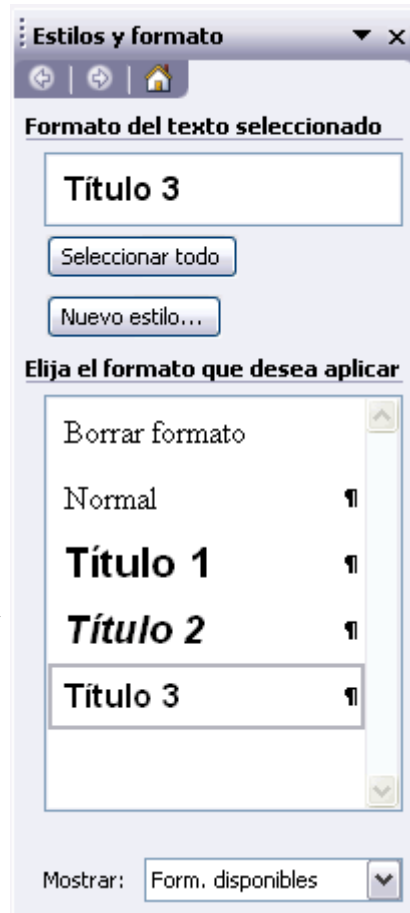 Estilos y formato
Formato del texto seleccionado
Título 3
Seleccionar todo
Nuevo estilo...
Elija el formato que desea aplicar
Borrar formato
Normal ¶
Título 1 ¶
Título 2 ¶
Título 3 ¶
Mostrar: Form. disponibles